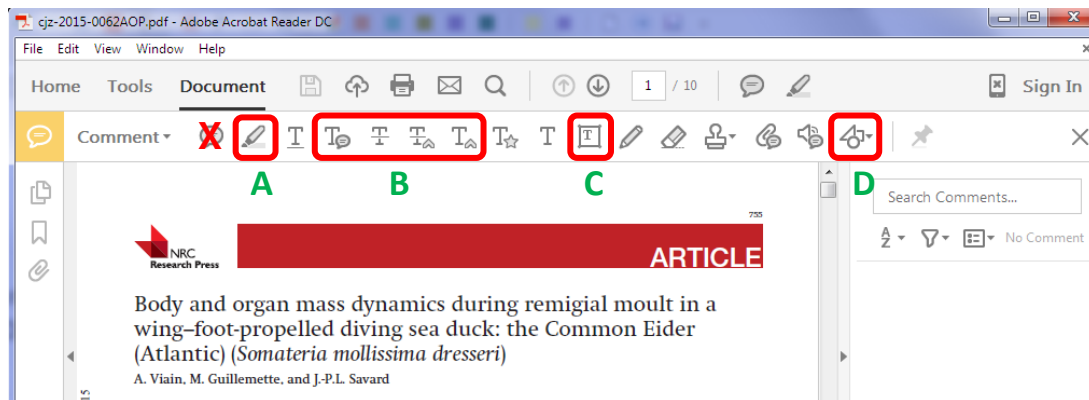 cjz-2015-0062AOP.pdf - Adobe Acrobat Reader DC
File Edit View Window Help
Home Tools Document 1 / 10 Sign In
Comment X T T T T T T T T
A B C D
Search Comments...
A Z No Comment
755
NRC
Research Press
ARTICLE
Body and organ mass dynamics during remigial moult in a
wing–foot-propelled diving sea duck: the Common Eider
(Atlantic) (Somateria mollissima dresseri)
A. Viain, M. Guillemette, and J.-P.L. Savard
15